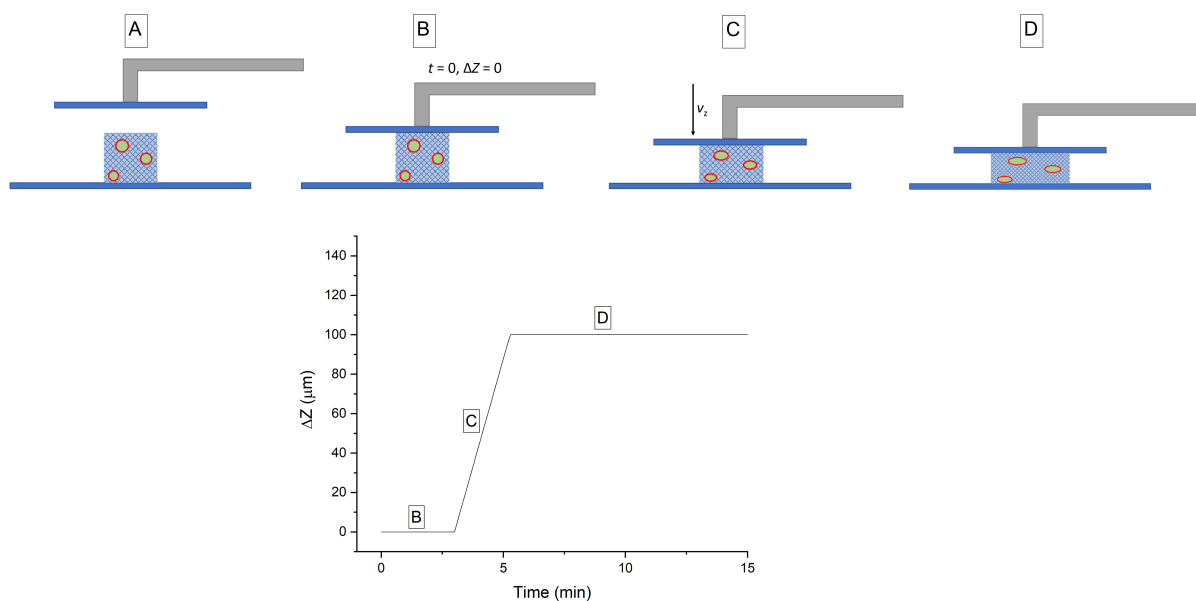 A
B
C
D
t = 0, ΔZ = 0
v_z
ΔZ (μm)
140
120
100
80
60
40
20
0
D
C
B
0
5
10
15
Time (min)